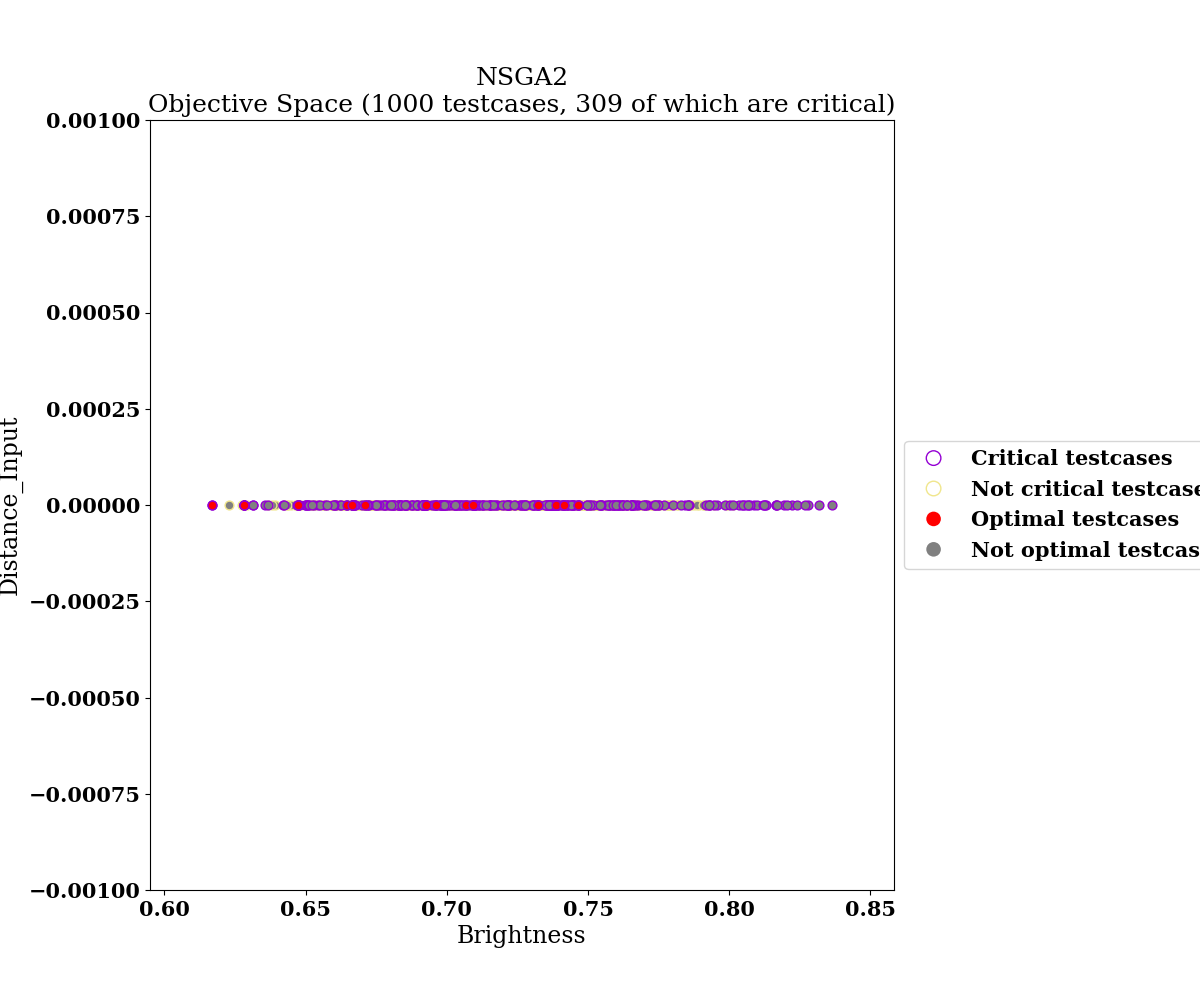 NSGA2
Objective Space (1000 testcases, 309 of which are critical)
0.00100
0.00075
0.00050
0.00025
0.00000
−0.00025
−0.00050
−0.00075
−0.00100
Distance_Input
0.60 0.65 0.70 0.75 0.80 0.85
Brightness
Critical testcases
Not critical testcase
Optimal testcases
Not optimal testcas